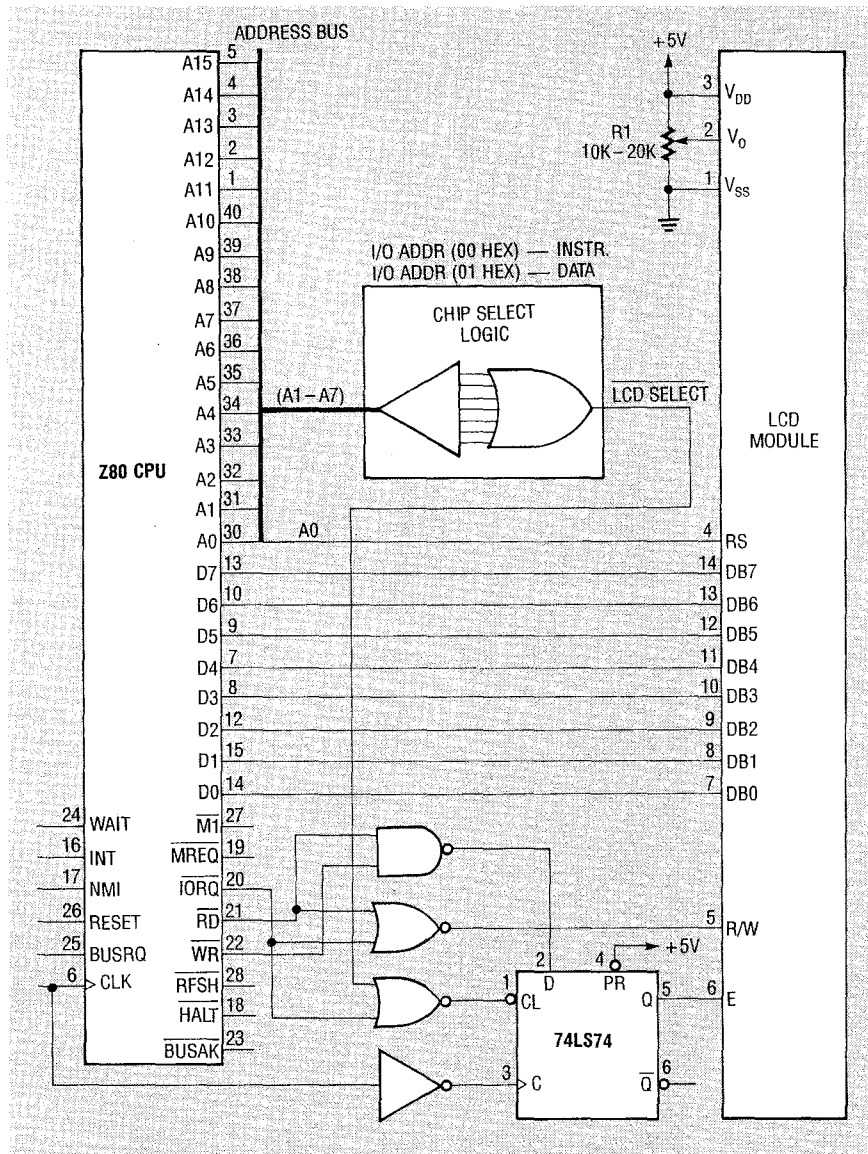 ADDRESS BUS
A15 5
A14 4
A13 3
A12 2
A11 1
A10 40
A9 39
A8 38
A7 37
A6 36
A5 35
A4 34
A3 33
A2 32
A1 31
A0 30
D7 13
D6 10
D5 9
D4 7
D3 8
D2 12
D1 15
D0 14
Z80 CPU
24 WAIT
16 INT
17 NMI
26 RESET
25 BUSRQ
6 CLK
M1 27
MREQ 19
IORQ 20
RD 21
WR 22
RFSH 28
HALT 18
BUSAK 23
(A1–A7)
A0
I/O ADDR (00 HEX) — INSTR.
I/O ADDR (01 HEX) — DATA
CHIP SELECT
LOGIC
LCD SELECT
+5V
R1
10K–20K
3 VDD
2 VO
1 VSS
LCD
MODULE
4 RS
14 DB7
13 DB6
12 DB5
11 DB4
10 DB3
9 DB2
8 DB1
7 DB0
5 R/W
6 E
2 D
4 PR
+5V
1 CL
Q 5
74LS74
3 C
Q 6